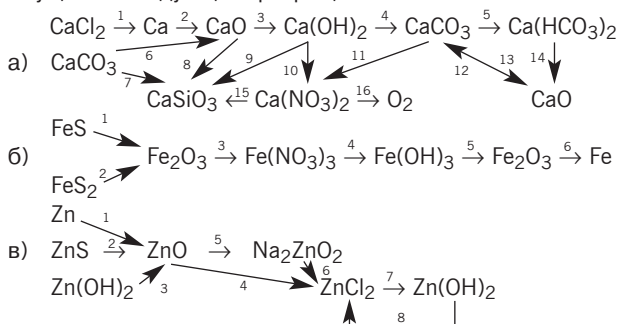 CaCl₂ →¹ Ca →² CaO →³ Ca(OH)₂ →⁴ CaCO₃ →⁵ Ca(HCO₃)₂
6 8 9 10 11 12 13 14
а) CaCO₃
7
CaSiO₃ ←¹⁵ Ca(NO₃)₂ →¹⁶ O₂ CaO
FeS 1
б) Fe₂O₃ →³ Fe(NO₃)₃ →⁴ Fe(OH)₃ →⁵ Fe₂O₃ →⁶ Fe
FeS₂ 2
Zn 1
в) ZnS →² ZnO →⁵ Na₂ZnO₂
6
Zn(OH)₂ 3 4 ZnCl₂ →⁷ Zn(OH)₂
8